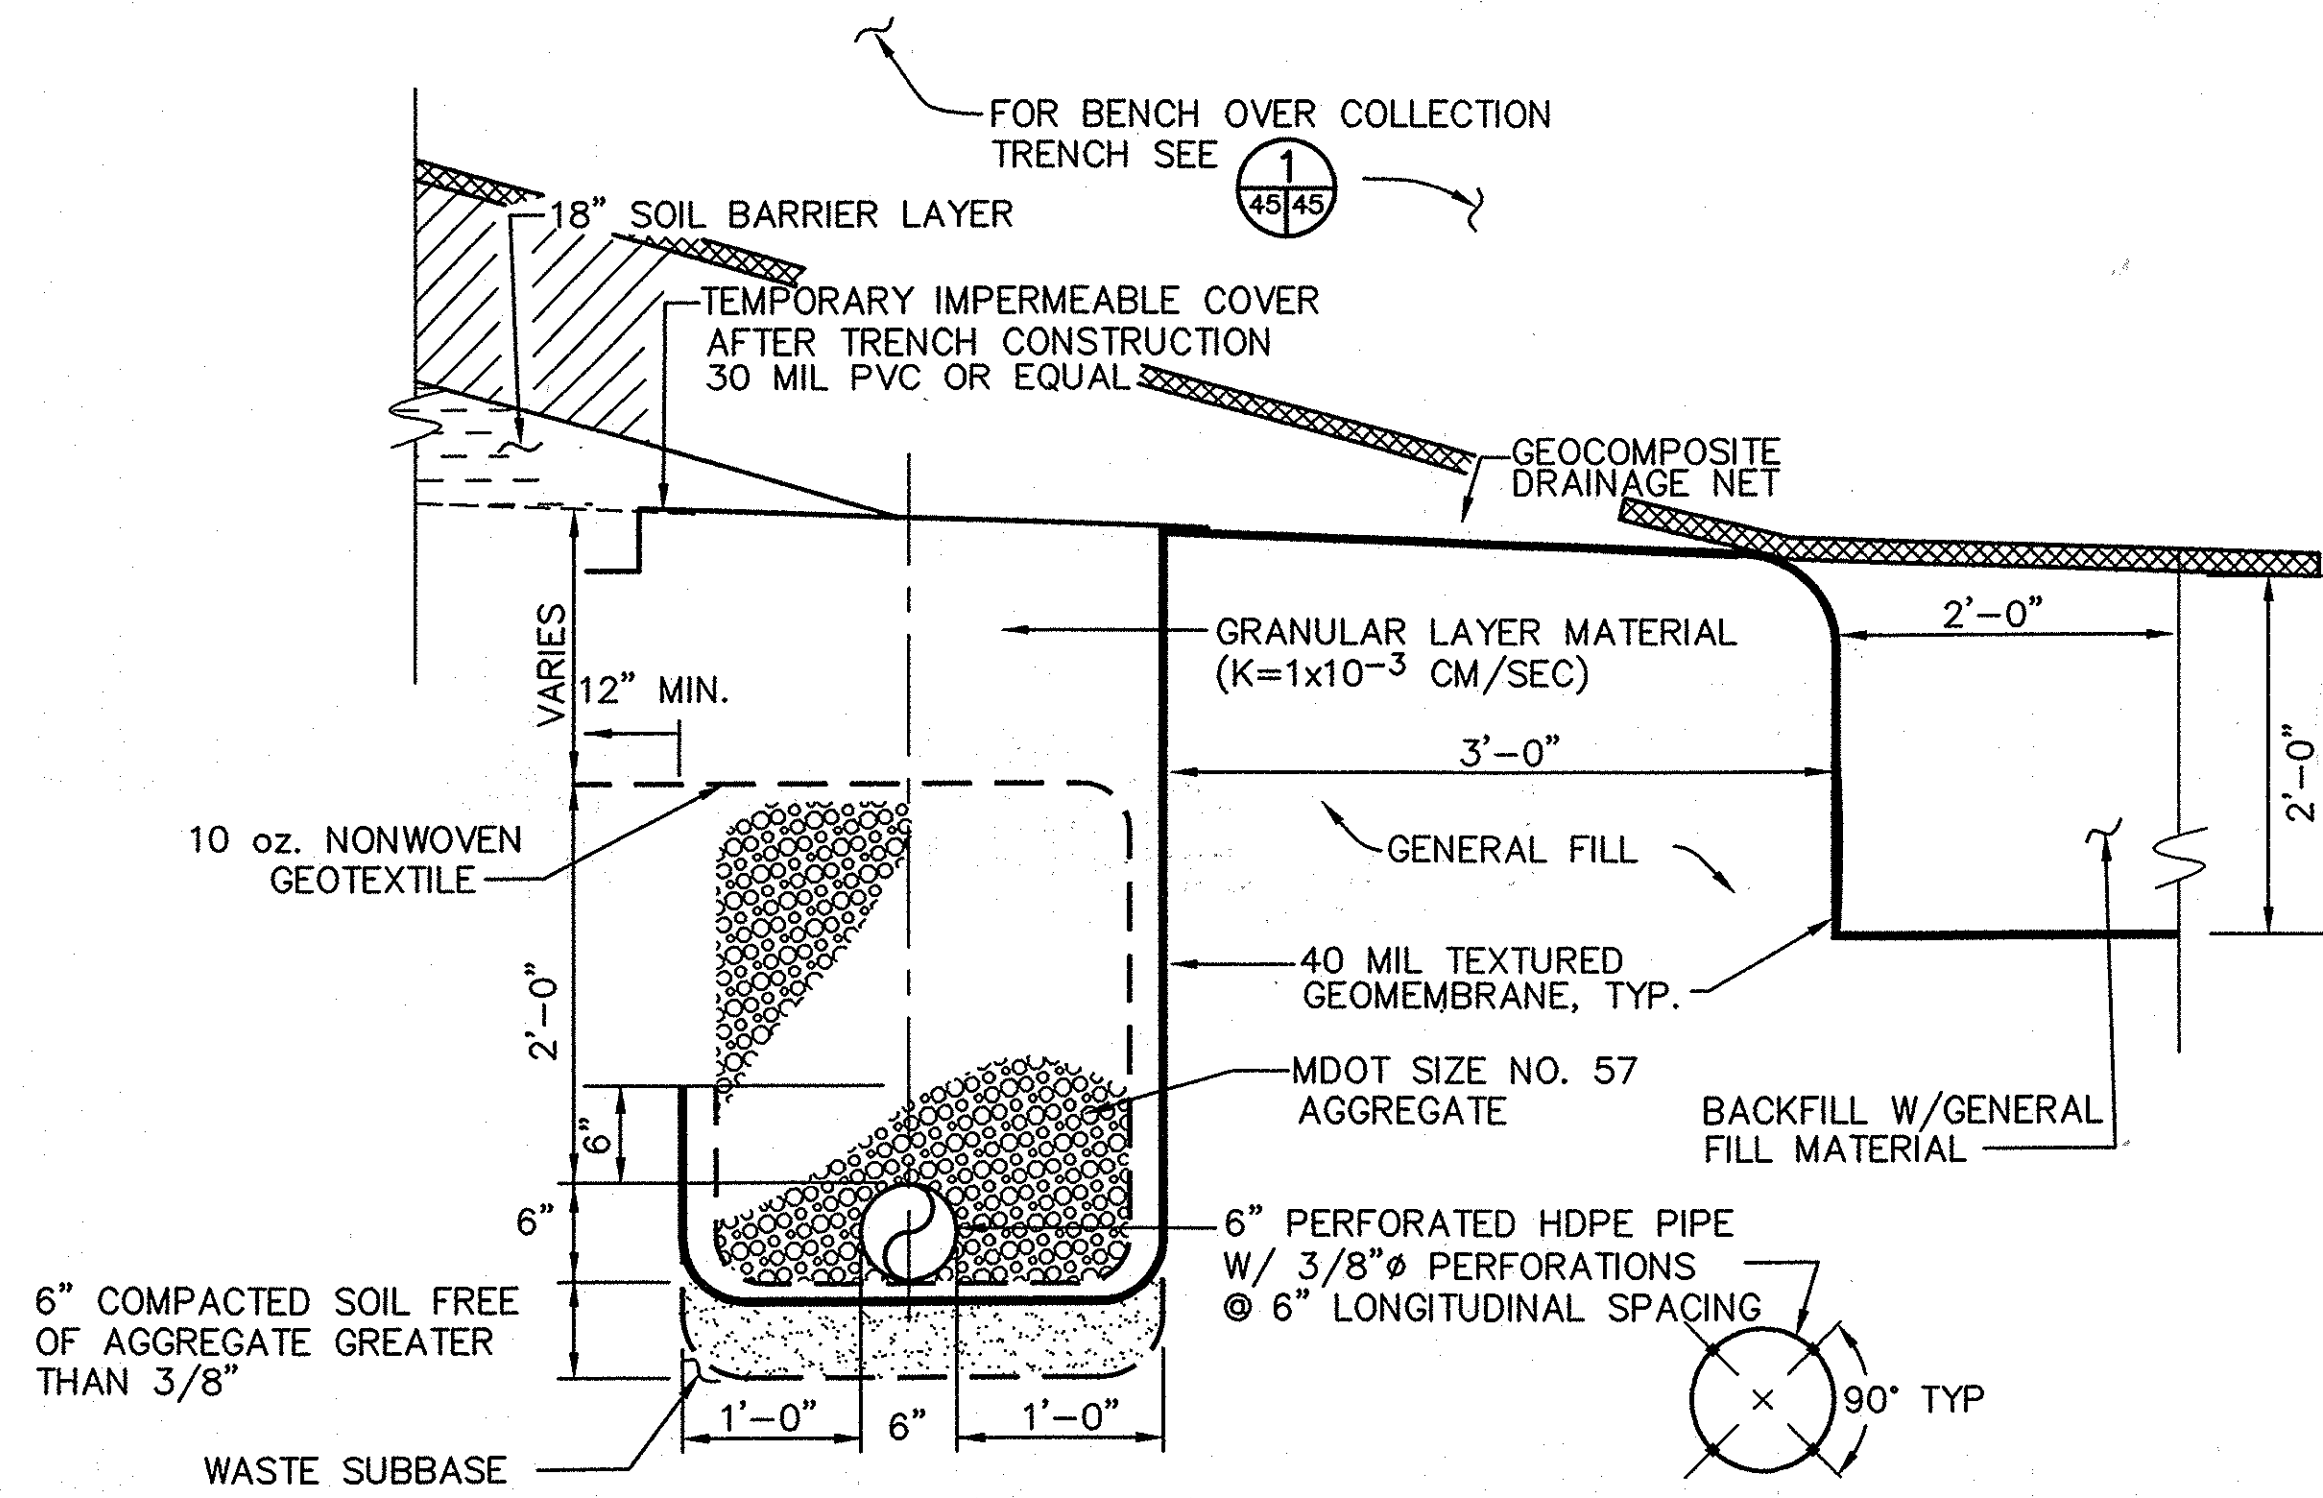 FOR BENCH OVER COLLECTION
TRENCH SEE
1
45 45
18” SOIL BARRIER LAYER
TEMPORARY IMPERMEABLE COVER
AFTER TRENCH CONSTRUCTION
30 MIL PVC OR EQUAL
GEOCOMPOSITE
DRAINAGE NET
VARIES
12” MIN.
GRANULAR LAYER MATERIAL
(K=1x10⁻³ CM/SEC)
2’-0”
3’-0”
2’-0”
10 oz. NONWOVEN
GEOTEXTILE
GENERAL FILL
2’-0”
40 MIL TEXTURED
GEOMEMBRANE, TYP.
MDOT SIZE NO. 57
AGGREGATE
BACKFILL W/GENERAL
FILL MATERIAL
6”
6”
6” PERFORATED HDPE PIPE
W/ 3/8”ø PERFORATIONS
@ 6” LONGITUDINAL SPACING
6” COMPACTED SOIL FREE
OF AGGREGATE GREATER
THAN 3/8”
1’-0”
6”
1’-0”
90° TYP
WASTE SUBBASE